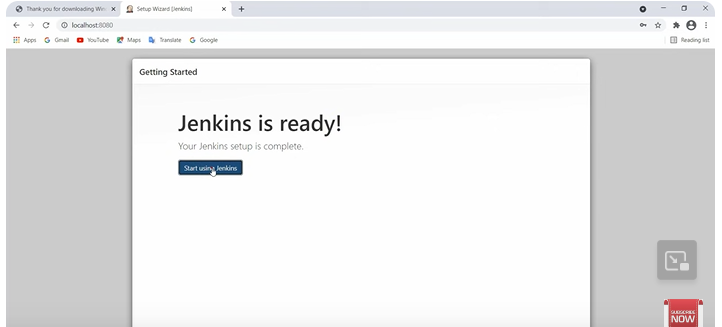 Thank you for downloading Win
Setup Wizard [Jenkins]
localhost:8080
Apps
Gmail
YouTube
Maps
Translate
Google
Reading list
Getting Started
Jenkins is ready!
Your Jenkins setup is complete.
Start using Jenkins
SUBSCRIBE
NOW